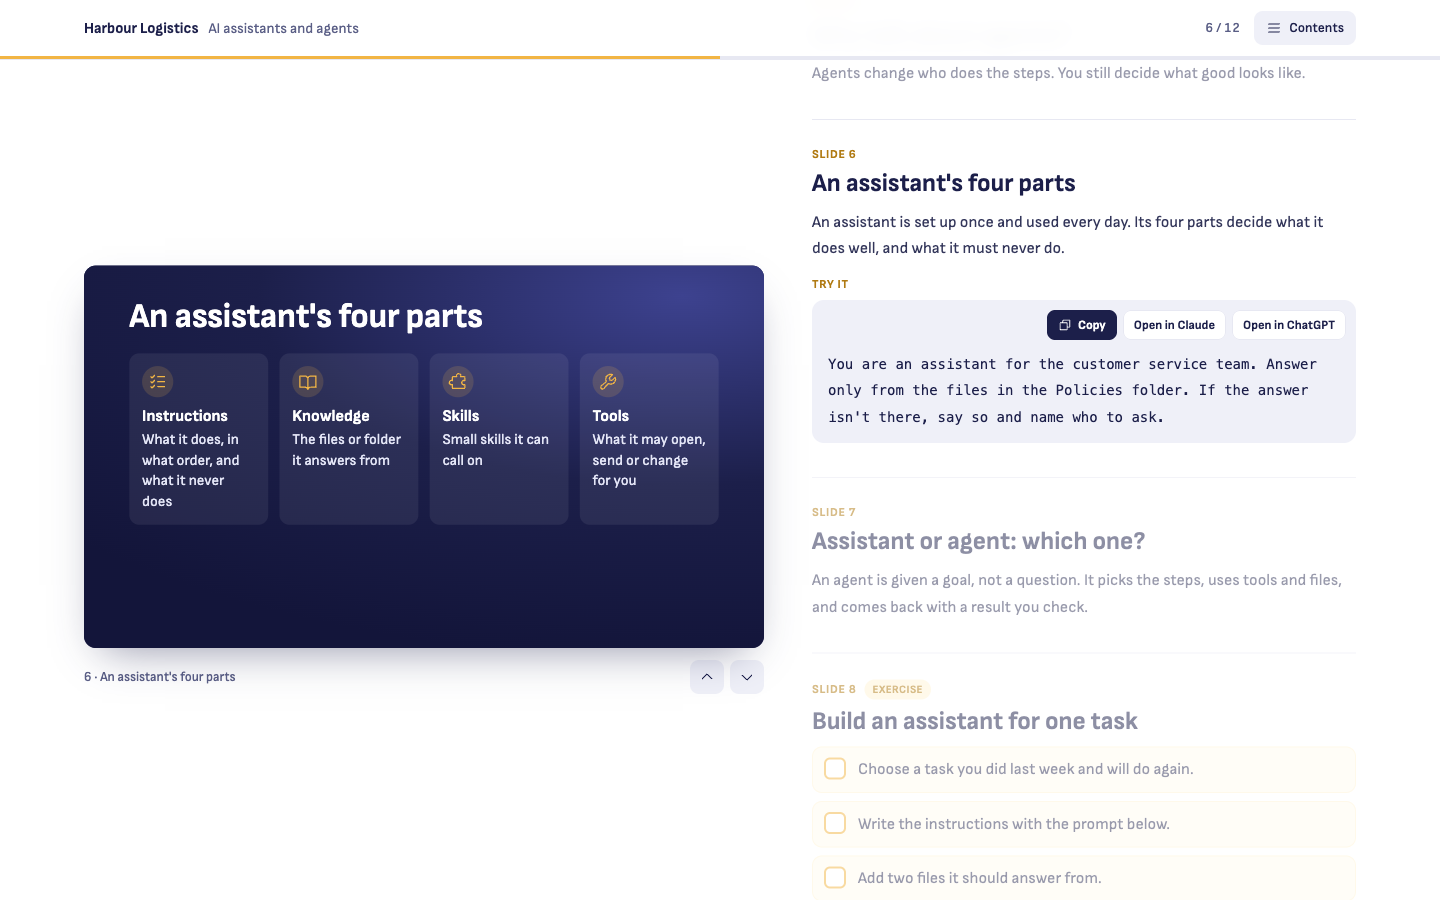 Harbour Logistics AI assistants and agents
6 / 12
Contents
An assistant's four parts
Instructions
What it does, in
what order, and
what it never
does
Knowledge
The files or folder
it answers from
Skills
Small skills it can
call on
Tools
What it may open,
send or change
for you
6 · An assistant's four parts
Agents change who does the steps. You still decide what good looks like.
SLIDE 6
An assistant's four parts
An assistant is set up once and used every day. Its four parts decide what it
does well, and what it must never do.
TRY IT
Copy
Open in Claude
Open in ChatGPT
You are an assistant for the customer service team. Answer
only from the files in the Policies folder. If the answer
isn't there, say so and name who to ask.
SLIDE 7
Assistant or agent: which one?
An agent is given a goal, not a question. It picks the steps, uses tools and files,
and comes back with a result you check.
SLIDE 8 EXERCISE
Build an assistant for one task
Choose a task you did last week and will do again.
Write the instructions with the prompt below.
Add two files it should answer from.